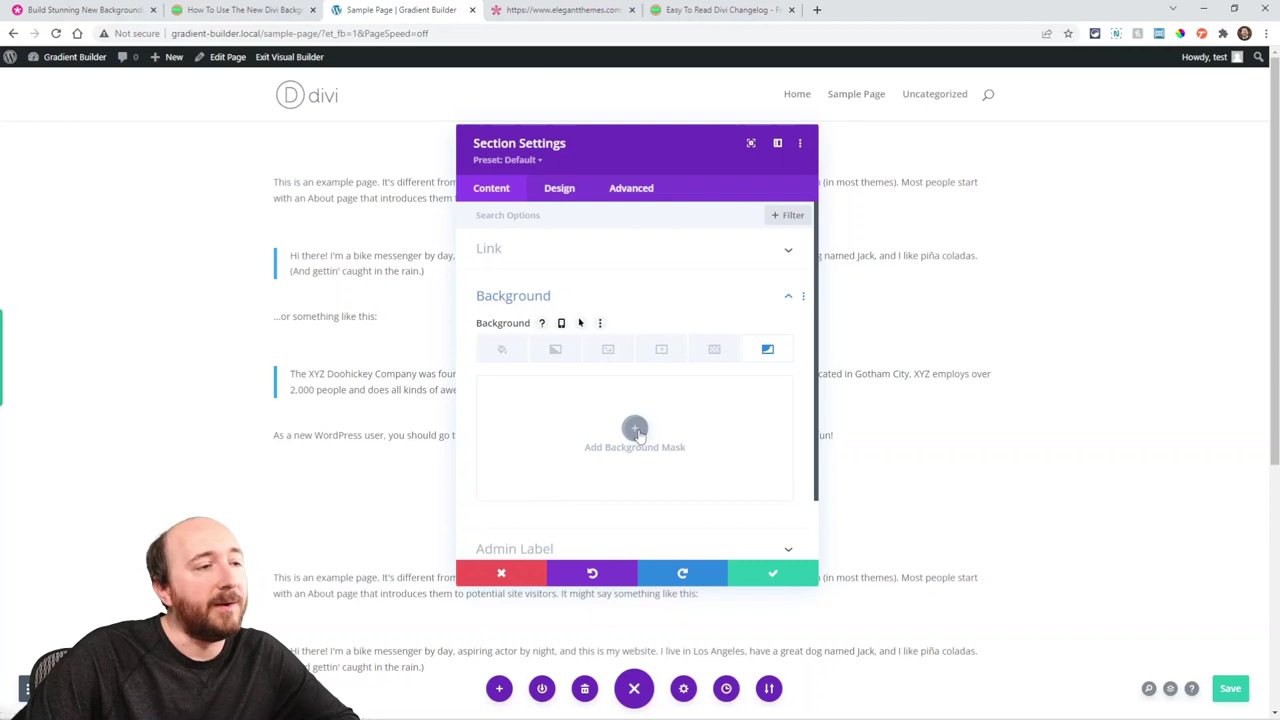 Build Stunning New Background
How To Use The New Divi Backg
Sample Page | Gradient Builder
https://www.elegantthemes.com
Easy To Read Divi Changelog - F
Not secure
gradient-builder.local/sample-page/?et_fb=1&PageSpeed=off
Gradient Builder
0
New
Edit Page
Exit Visual Builder
Howdy, test
D divi
Home
Sample Page
Uncategorized
Section Settings
Preset: Default
Content
Design
Advanced
This is an example page. It's different from
(in most themes). Most people start
with an About page that introduces them
Search Options
+ Filter
Link
Hi there! I'm a bike messenger by day,
named Jack, and I like piña coladas.
(And gettin' caught in the rain.)
Background
…or something like this:
Background
The XYZ Doohickey Company was foun
cated in Gotham City, XYZ employs over
2,000 people and does all kinds of awe
As a new WordPress user, you should go t
un!
Add Background Mask
Admin Label
This is an example page. It's different from
(in most themes). Most people start
with an About page that introduces them to potential site visitors. It might say something like this:
Hi there! I'm a bike messenger by day, aspiring actor by night, and this is my website. I live in Los Angeles, have a great dog named Jack, and I like piña coladas.
gettin' caught in the rain.)
Save